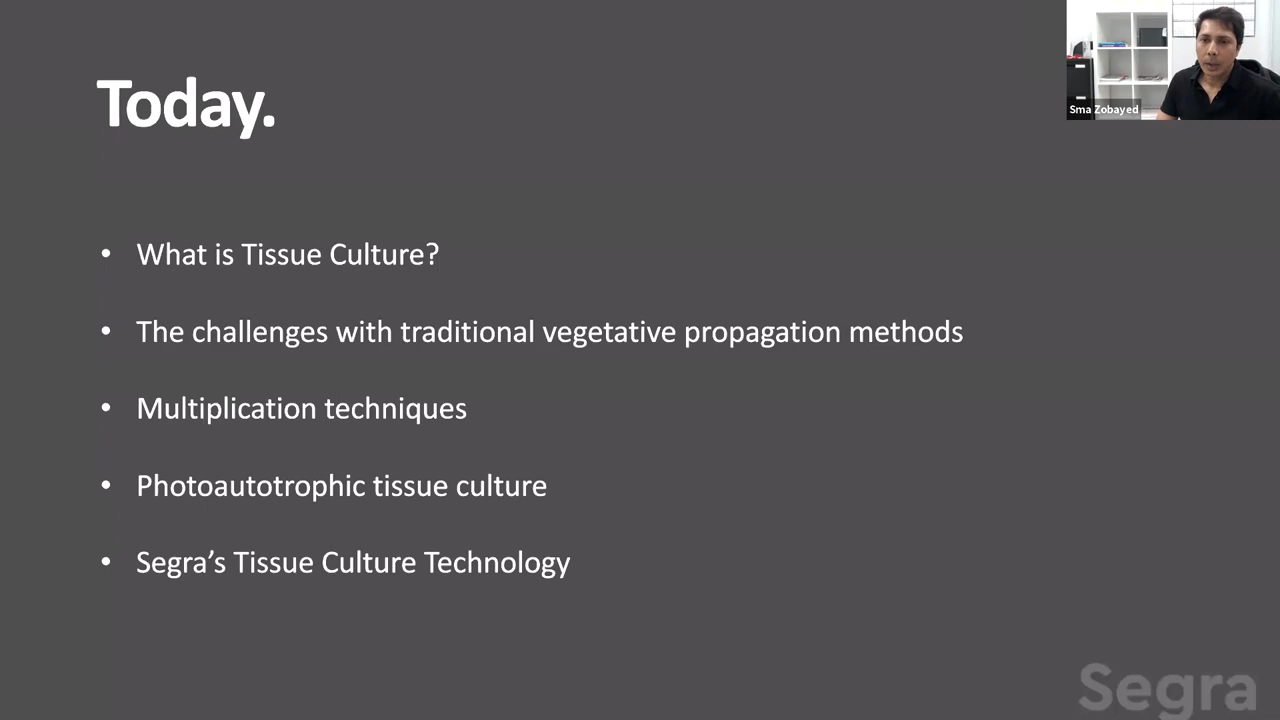 Today.
Sma Zobayed
• What is Tissue Culture?
• The challenges with traditional vegetative propagation methods
• Multiplication techniques
• Photoautotrophic tissue culture
• Segra’s Tissue Culture Technology
Segra